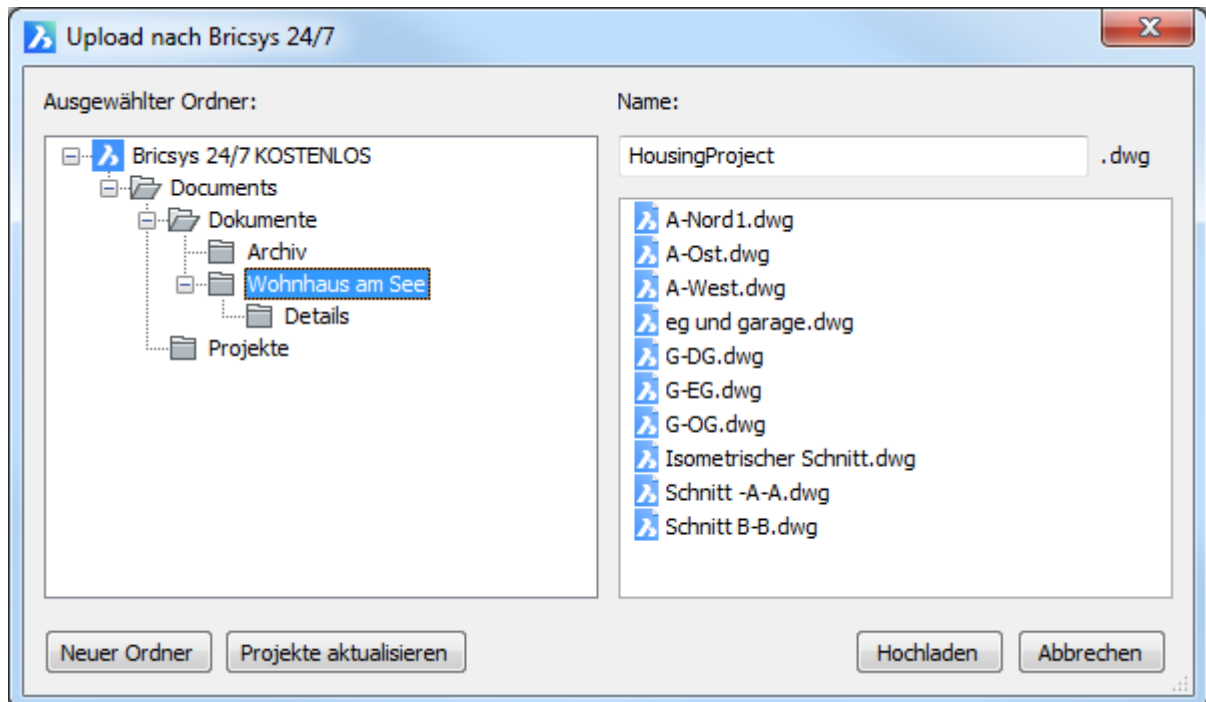 Upload nach Bricsys 24/7
Ausgewählter Ordner:
Bricsys 24/7 KOSTENLOS
Documents
Dokumente
Archiv
Wohnhaus am See
Details
Projekte
Name:
HousingProject .dwg
A-Nord1.dwg
A-Ost.dwg
A-West.dwg
eg und garage.dwg
G-DG.dwg
G-EG.dwg
G-OG.dwg
Isometrischer Schnitt.dwg
Schnitt -A-A.dwg
Schnitt B-B.dwg
Neuer Ordner Projekte aktualisieren Hochladen Abbrechen